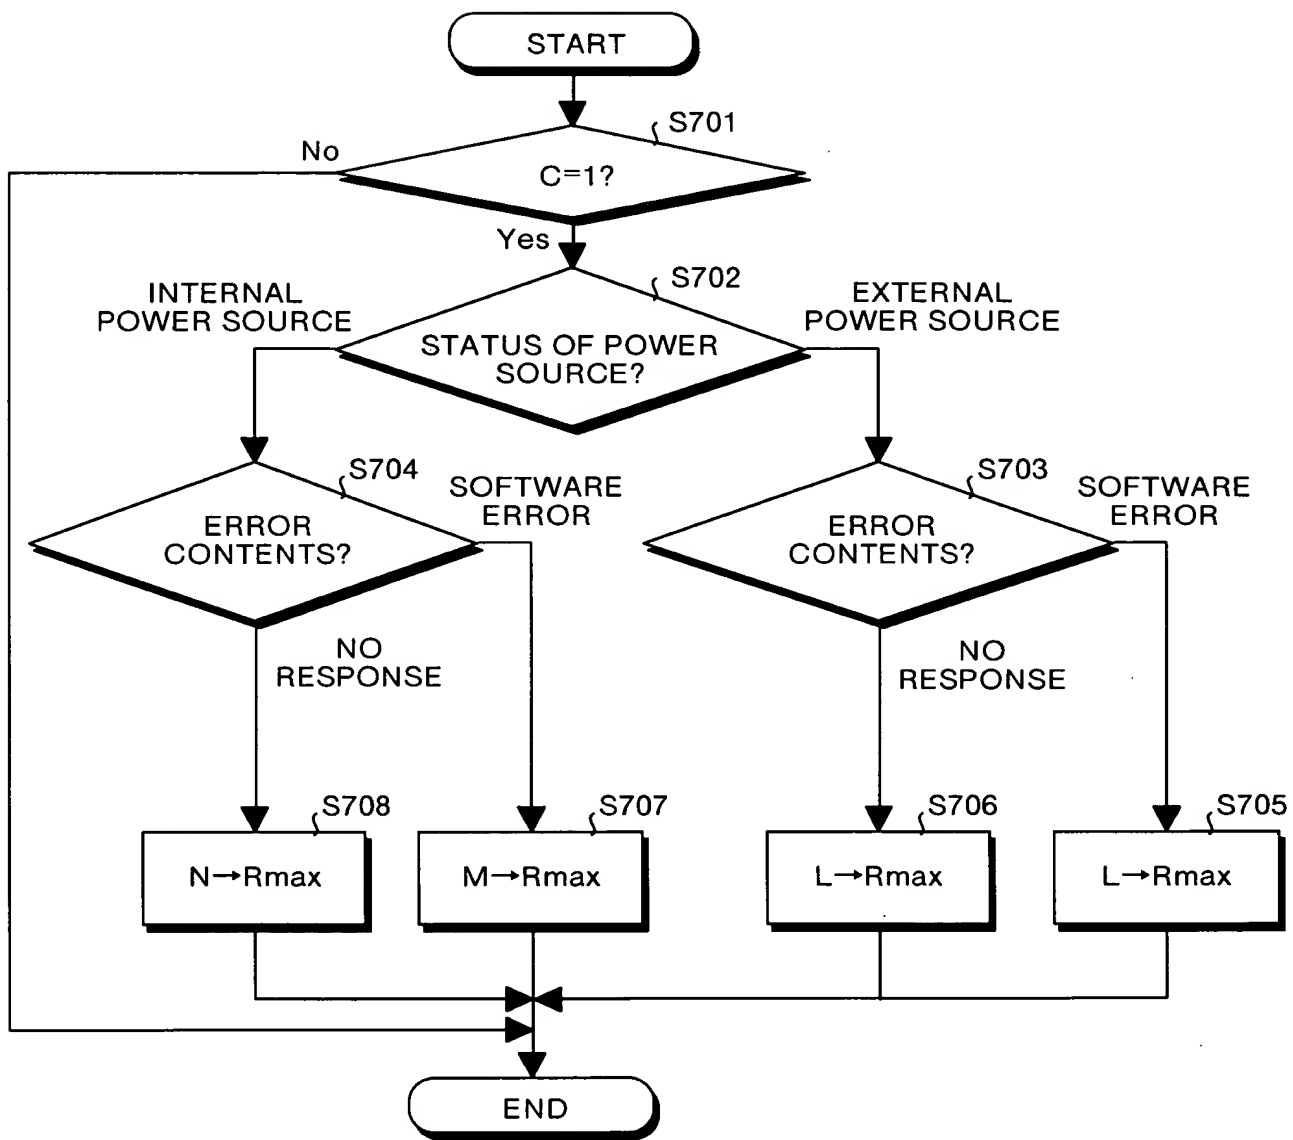 START
S701
No
C=1?
Yes
S702
INTERNAL
POWER SOURCE
EXTERNAL
POWER SOURCE
STATUS OF POWER
SOURCE?
S704
SOFTWARE
ERROR
S703
SOFTWARE
ERROR
ERROR
CONTENTS?
ERROR
CONTENTS?
NO
RESPONSE
NO
RESPONSE
S708
S707
S706
S705
N→Rmax
M→Rmax
L→Rmax
L→Rmax
END